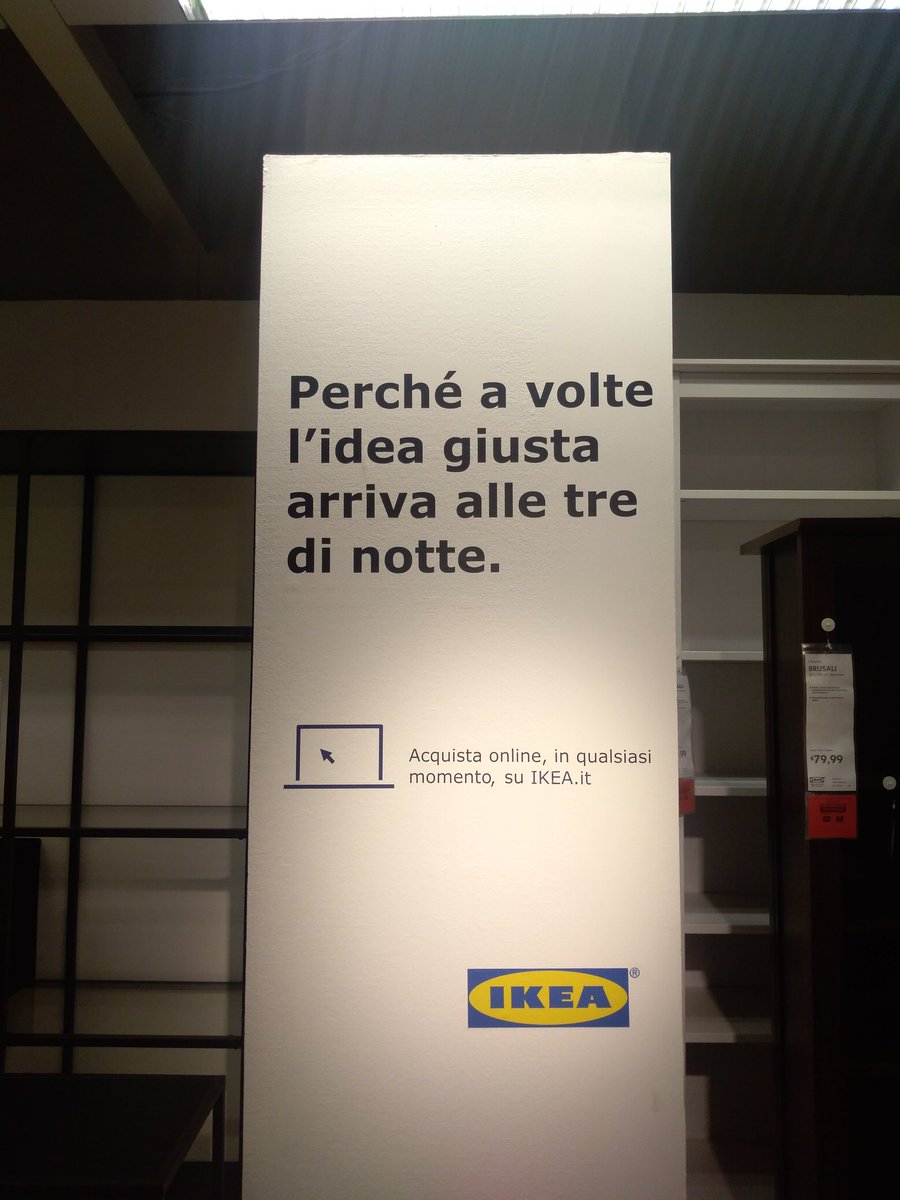 Perché a volte
l’idea giusta
arriva alle tre
di notte.
Acquista online, in qualsiasi
momento, su IKEA.it
IKEA®
BRUSALI
€79,99